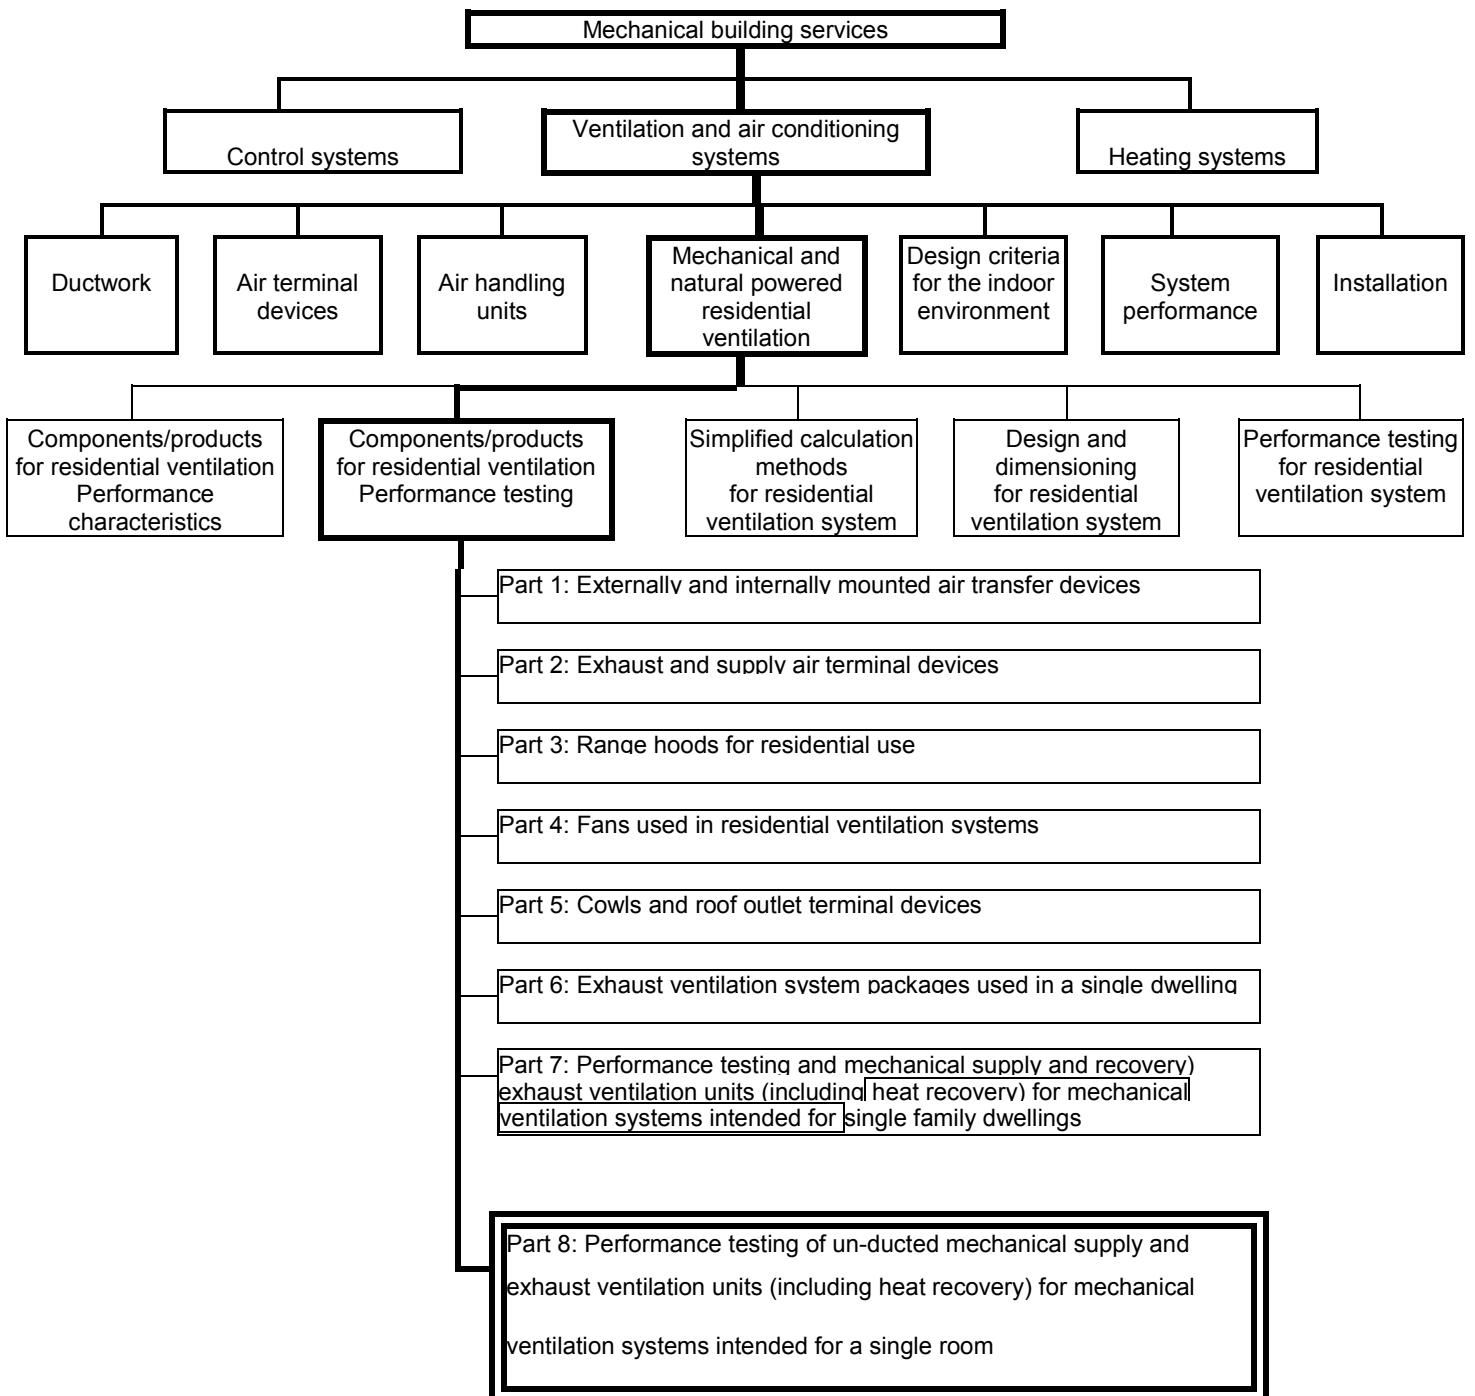 Mechanical building services
Control systems
Ventilation and air conditioning
systems
Heating systems
Ductwork
Air terminal
devices
Air handling
units
Mechanical and
natural powered
residential
ventilation
Design criteria
for the indoor
environment
System
performance
Installation
Components/products
for residential ventilation
Performance
characteristics
Components/products
for residential ventilation
Performance testing
Simplified calculation
methods
for residential
ventilation system
Design and
dimensioning
for residential
ventilation system
Performance testing
for residential
ventilation system
Part 1: Externally and internally mounted air transfer devices
Part 2: Exhaust and supply air terminal devices
Part 3: Range hoods for residential use
Part 4: Fans used in residential ventilation systems
Part 5: Cowls and roof outlet terminal devices
Part 6: Exhaust ventilation system packages used in a single dwelling
Part 7: Performance testing and mechanical supply and recovery)
exhaust ventilation units (including heat recovery) for mechanical
ventilation systems intended for single family dwellings
Part 8: Performance testing of un-ducted mechanical supply and
exhaust ventilation units (including heat recovery) for mechanical
ventilation systems intended for a single room